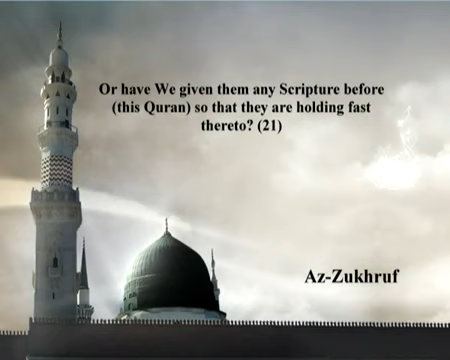 Or have We given them any Scripture before
(this Quran) so that they are holding fast
thereto? (21)
Az-Zukhruf